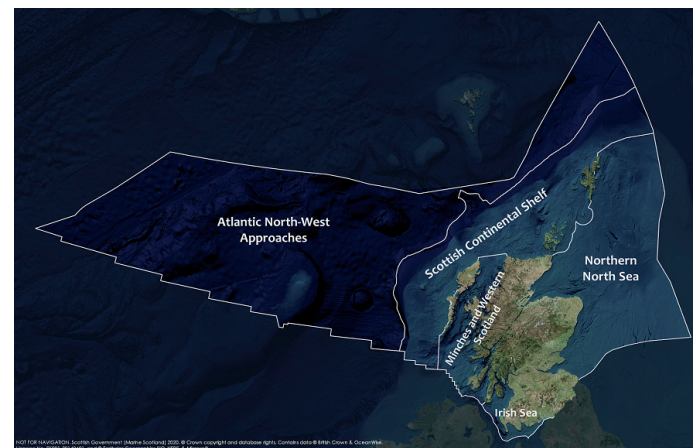 Atlantic North-West
Approaches
Scottish Continental Shelf
Northern
North Sea
Minches and Western
Scotland
Irish Sea
NOT FOR NAVIGATION. Scottish Government (Marine Scotland) 2020. © Crown copyright and database rights. Contains data © British Crown & OceanWise.